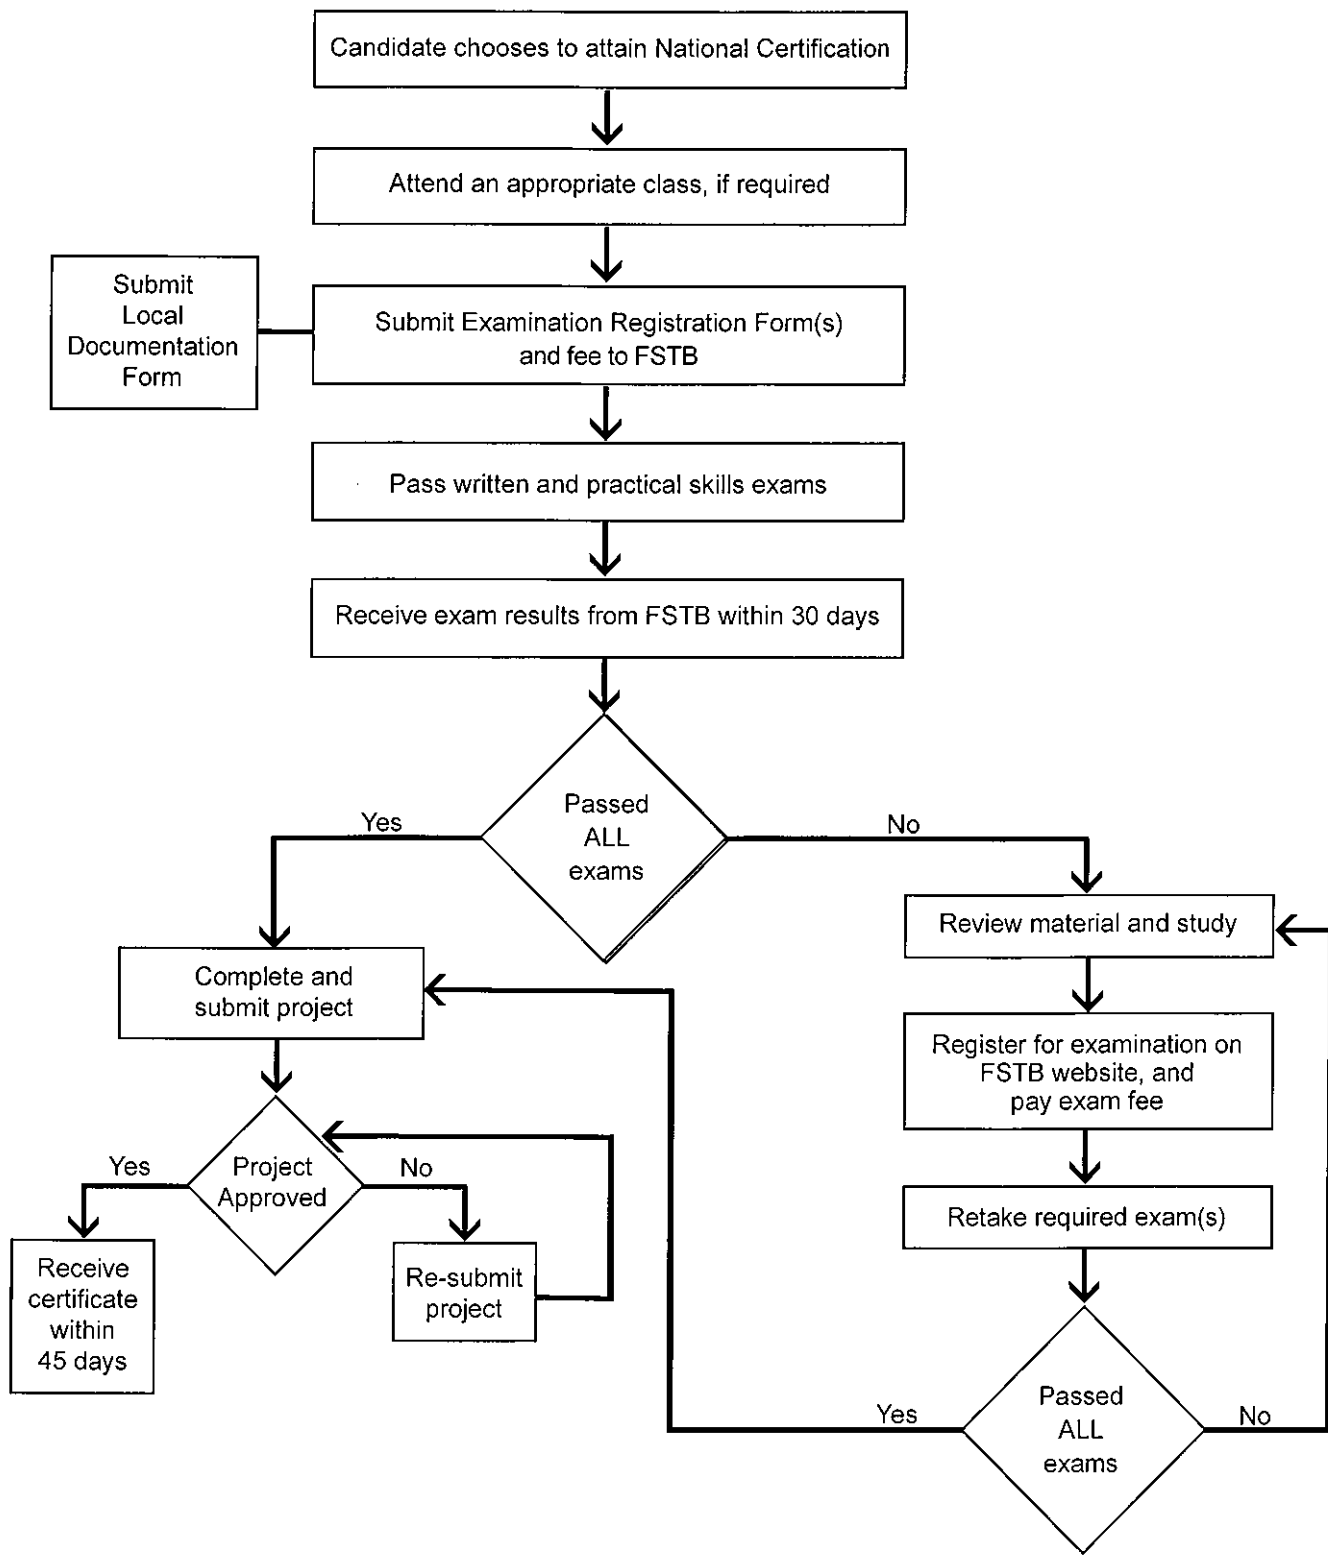 Candidate chooses to attain National Certification
Attend an appropriate class, if required
Submit
Local
Documentation
Form
Submit Examination Registration Form(s)
and fee to FSTB
Pass written and practical skills exams
Receive exam results from FSTB within 30 days
Passed
ALL
exams
Yes
No
Complete and
submit project
Review material and study
Register for examination on
FSTB website, and
pay exam fee
Project
Approved
Yes
No
Retake required exam(s)
Receive
certificate
within
45 days
Re-submit
project
Passed
ALL
exams
Yes
No